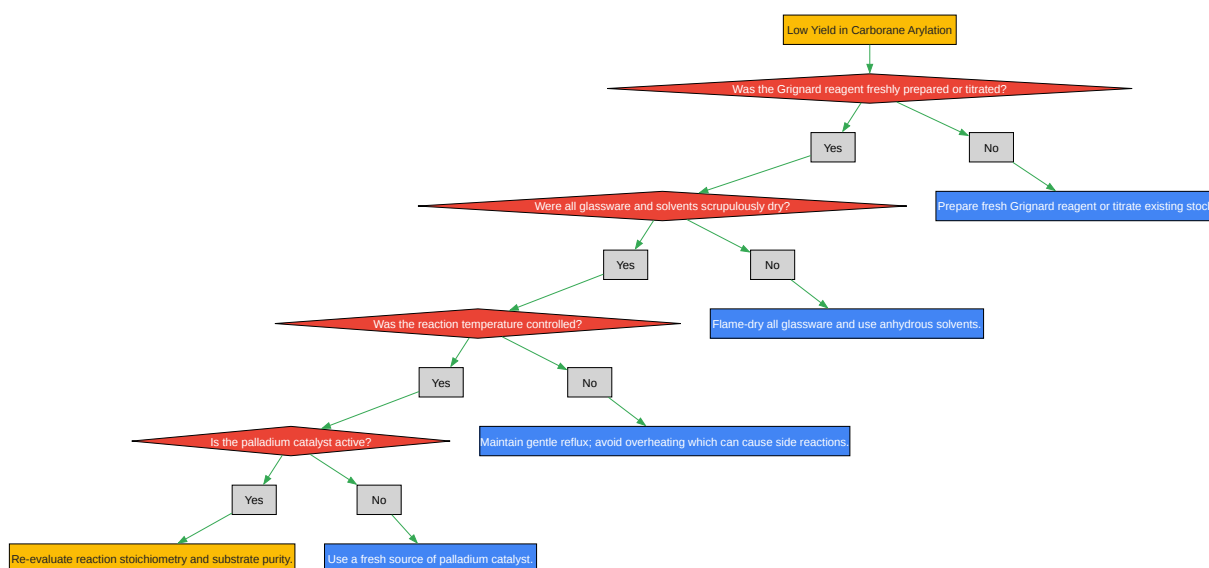 Low Yield in Carborane Arylation
Was the Grignard reagent freshly prepared or titrated?
Yes
No
Were all glassware and solvents scrupulously dry?
Prepare fresh Grignard reagent or titrate existing stock
Yes
No
Was the reaction temperature controlled?
Flame-dry all glassware and use anhydrous solvents.
Yes
No
Is the palladium catalyst active?
Maintain gentle reflux; avoid overheating which can cause side reactions.
Yes
No
Re-evaluate reaction stoichiometry and substrate purity.
Use a fresh source of palladium catalyst.